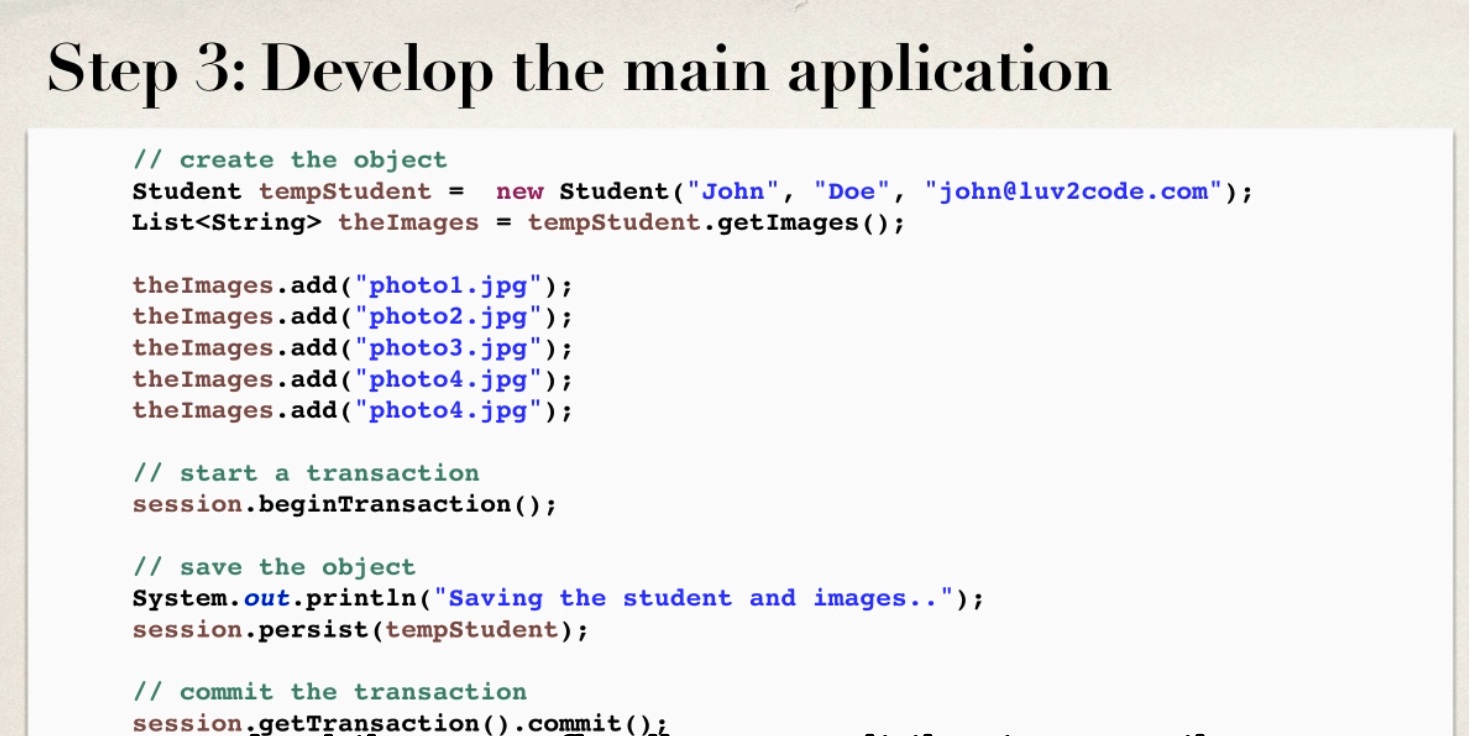 Step 3: Develop the main application
// create the object
Student tempStudent =  new Student("John", "Doe", "john@luv2code.com");
List<String> theImages = tempStudent.getImages();
theImages.add("photo1.jpg");
theImages.add("photo2.jpg");
theImages.add("photo3.jpg");
theImages.add("photo4.jpg");
theImages.add("photo4.jpg");
// start a transaction
session.beginTransaction();
// save the object
System.out.println("Saving the student and images..");
session.persist(tempStudent);
// commit the transaction
session.getTransaction().commit();